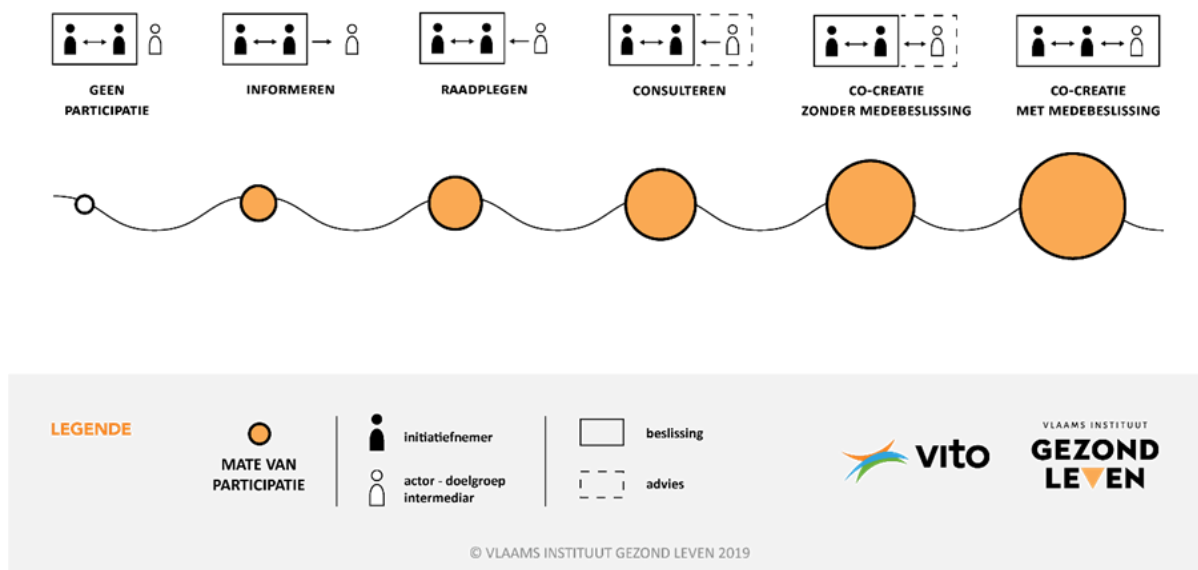 GEEN
PARTICIPATIE
INFORMEREN
RAADPLEGEN
CONSULTEREN
CO-CREATIE
ZONDER MEDEBESLISSING
CO-CREATIE
MET MEDEBESLISSING
LEGENDE
MATE VAN
PARTICIPATIE
initiatiefnemer
actor - doelgroep
intermediar
beslissing
advies
vito
VLAAMS INSTITUUT
GEZOND
LEVEN
© VLAAMS INSTITUUT GEZOND LEVEN 2019